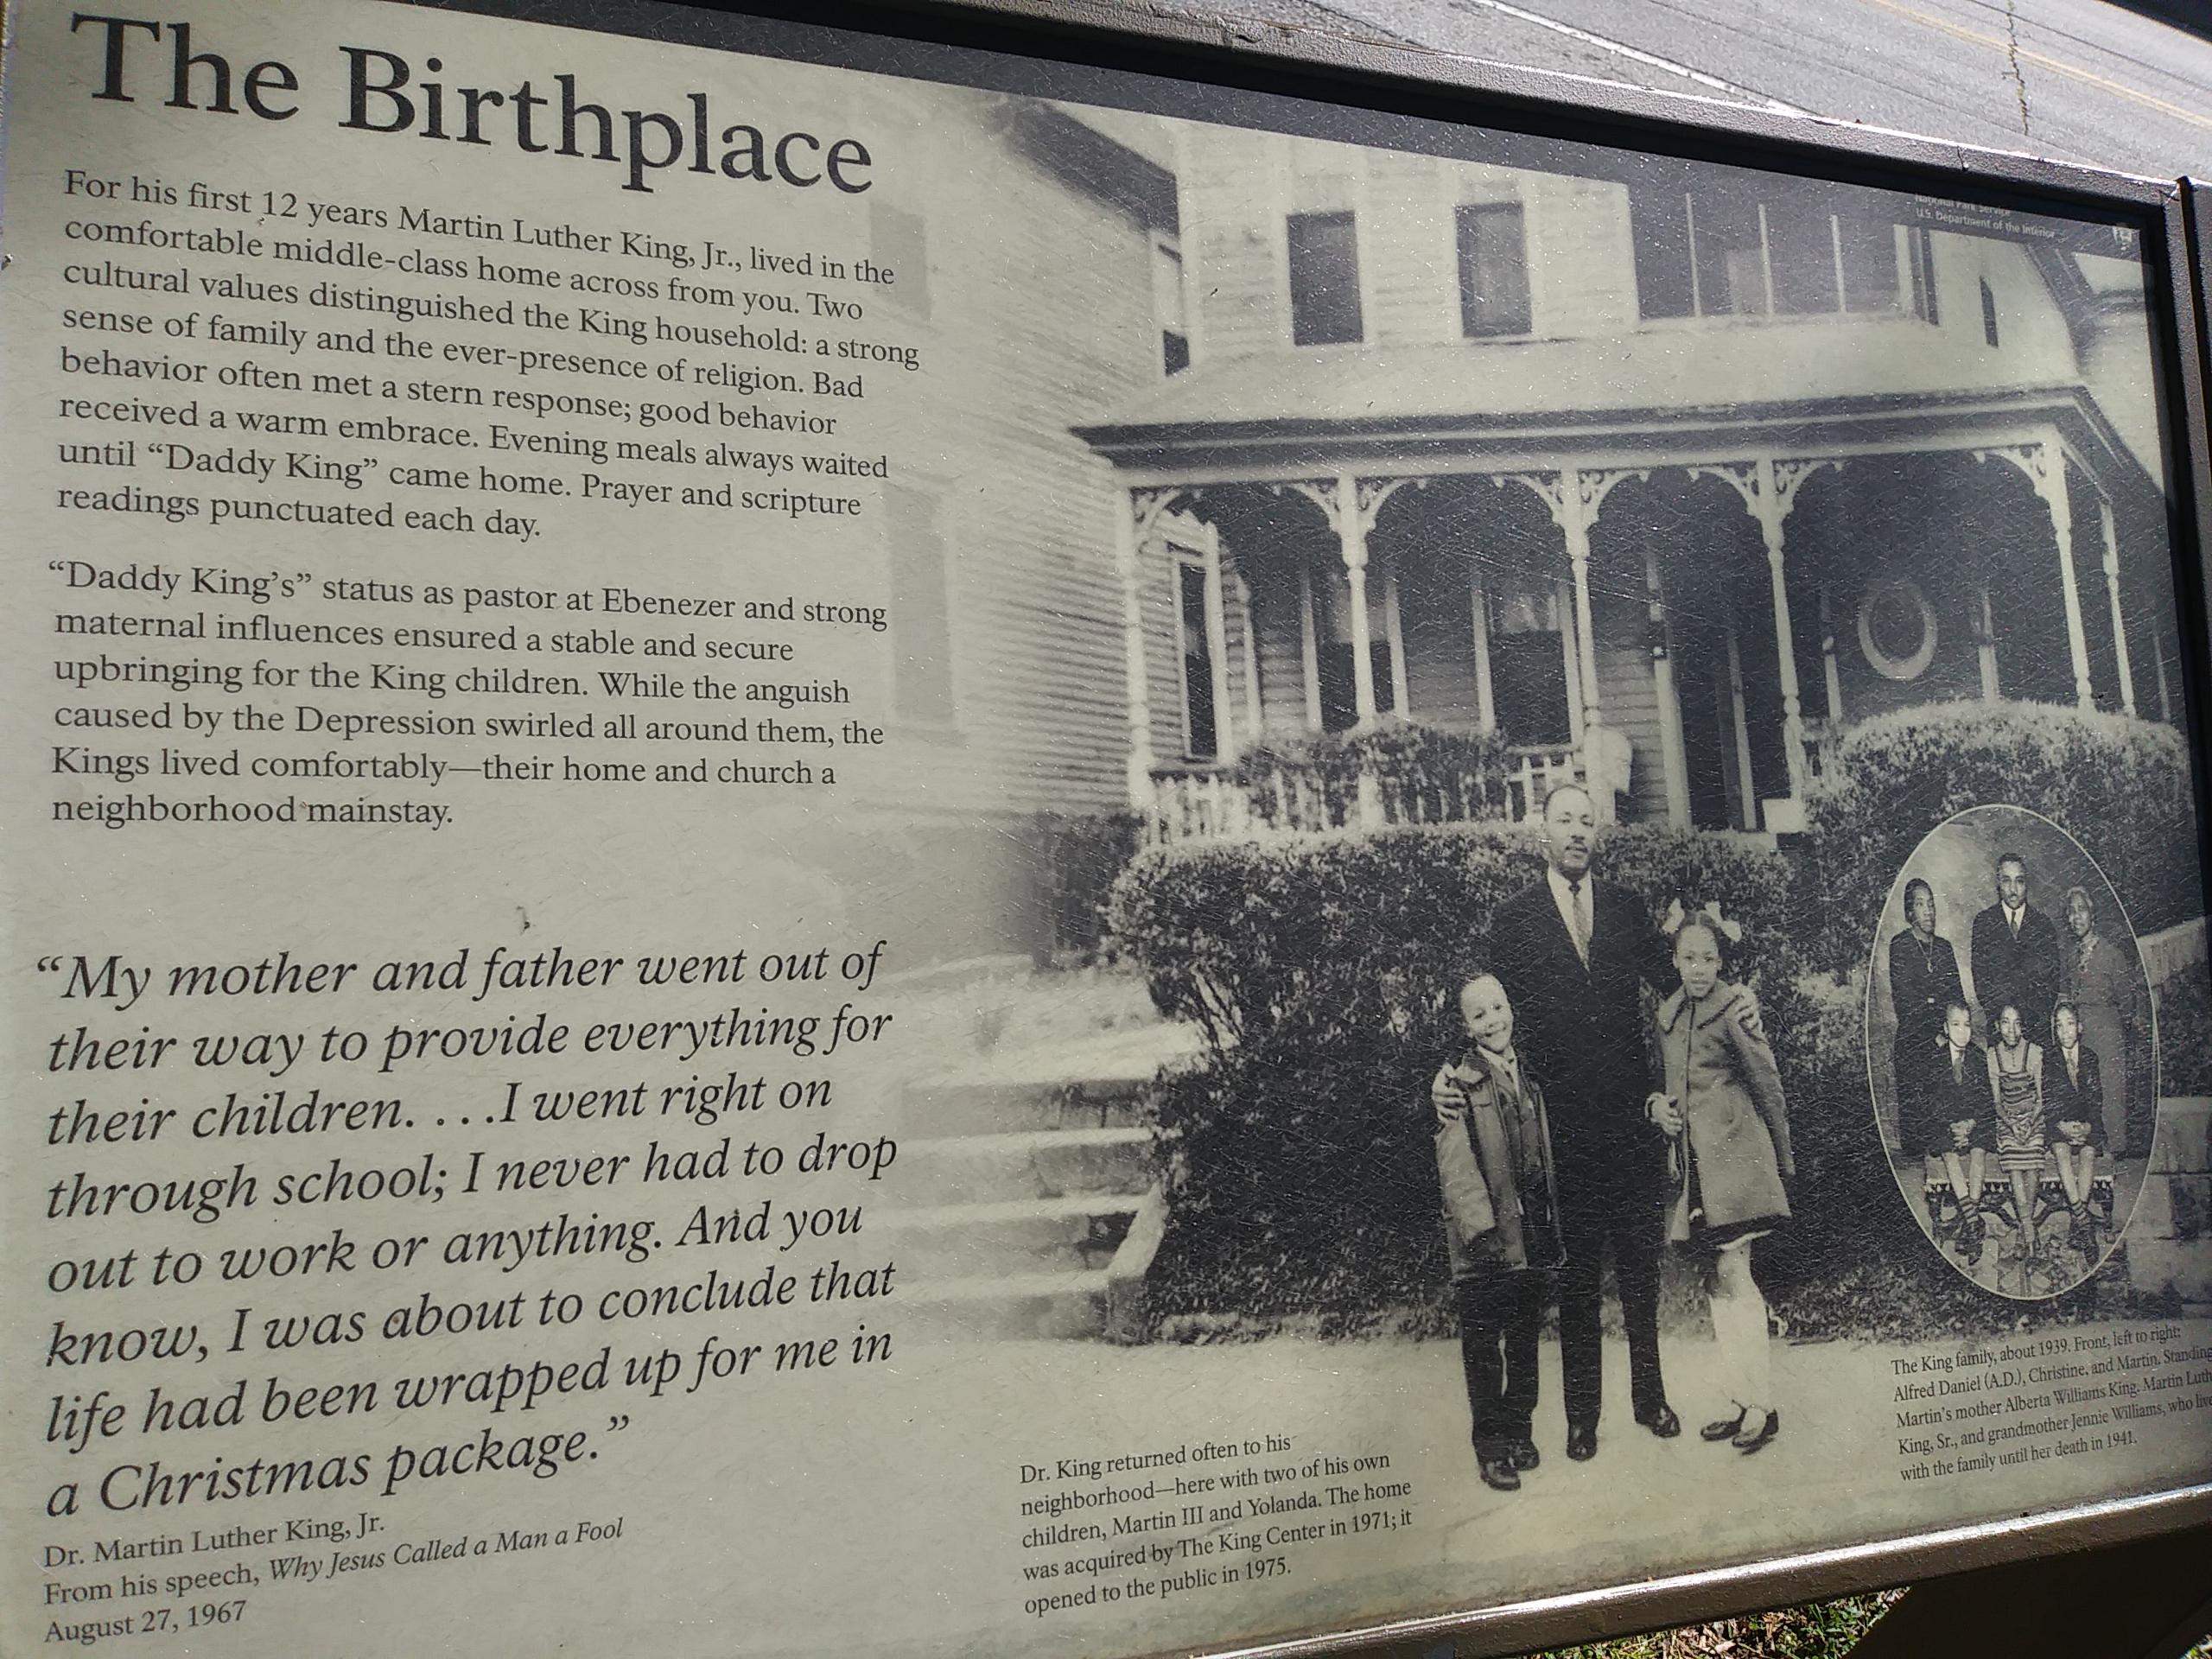 The Birthplace
For his first 12 years Martin Luther King, Jr., lived in the
comfortable middle-class home across from you. Two
cultural values distinguished the King household: a strong
sense of family and the ever-presence of religion. Bad
behavior often met a stern response; good behavior
received a warm embrace. Evening meals always waited
until “Daddy King” came home. Prayer and scripture
readings punctuated each day.
“Daddy King’s” status as pastor at Ebenezer and strong
maternal influences ensured a stable and secure
upbringing for the King children. While the anguish
caused by the Depression swirled all around them, the
Kings lived comfortably—their home and church a
neighborhood mainstay.
“My mother and father went out of
their way to provide everything for
their children. . . .I went right on
through school; I never had to drop
out to work or anything. And you
know, I was about to conclude that
life had been wrapped up for me in
a Christmas package.”
Dr. Martin Luther King, Jr.
From his speech, Why Jesus Called a Man a Fool
August 27, 1967
National Park Service
U.S. Department of the Interior
Dr. King returned often to his
neighborhood—here with two of his own
children, Martin III and Yolanda. The home
was acquired by The King Center in 1971; it
opened to the public in 1975.
The King family, about 1939. Front, left to right:
Alfred Daniel (A.D.), Christine, and Martin. Standing
Martin's mother Alberta Williams King, Martin Luth
King, Sr., and grandmother Jennie Williams, who live
with the family until her death in 1941.